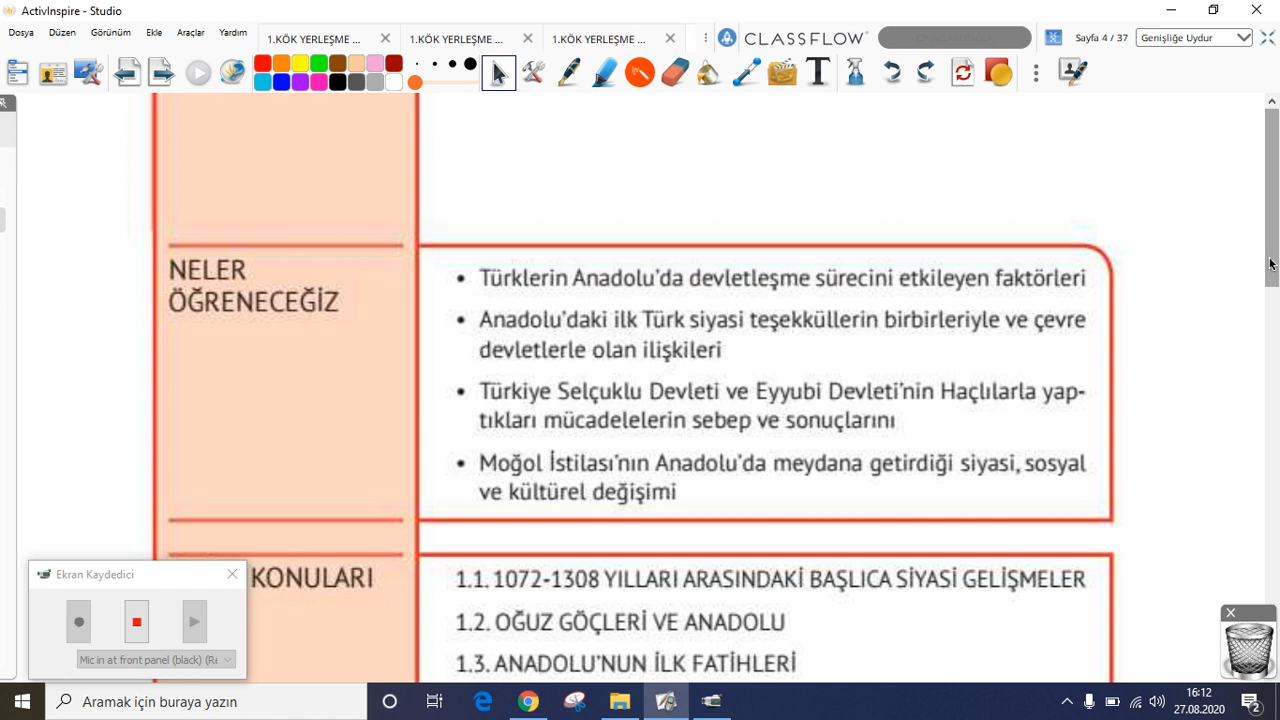 ActivInspire - Studio
Dosya Düzen Görünüm Ekle Araçlar Yardım
1.KÖK YERLEŞME ... 1.KÖK YERLEŞME ... 1.KÖK YERLEŞME ...
CLASSFLOW
Sayfa 4 / 37
Genişliğe Uydur
NELER
ÖĞRENECEĞİZ
• Türklerin Anadolu'da devletleşme sürecini etkileyen faktörleri
• Anadolu'daki ilk Türk siyasi teşekküllerin birbirleriyle ve çevre
devletlerle olan ilişkileri
• Türkiye Selçuklu Devleti ve Eyyubi Devleti'nin Haçlılarla yap-
tıkları mücadelelerin sebep ve sonuçlarını
• Moğol İstilası'nın Anadolu'da meydana getirdiği siyasi, sosyal
ve kültürel değişimi
KONULARI
1.1. 1072-1308 YILLARI ARASINDAKİ BAŞLICA SİYASİ GELİŞMELER
1.2. OĞUZ GÖÇLERİ VE ANADOLU
1.3. ANADOLU'NUN İLK FATİHLERİ
Ekran Kaydedici
Mic in at front panel (black) (Re
Aramak için buraya yazın
16:12
27.08.2020
2